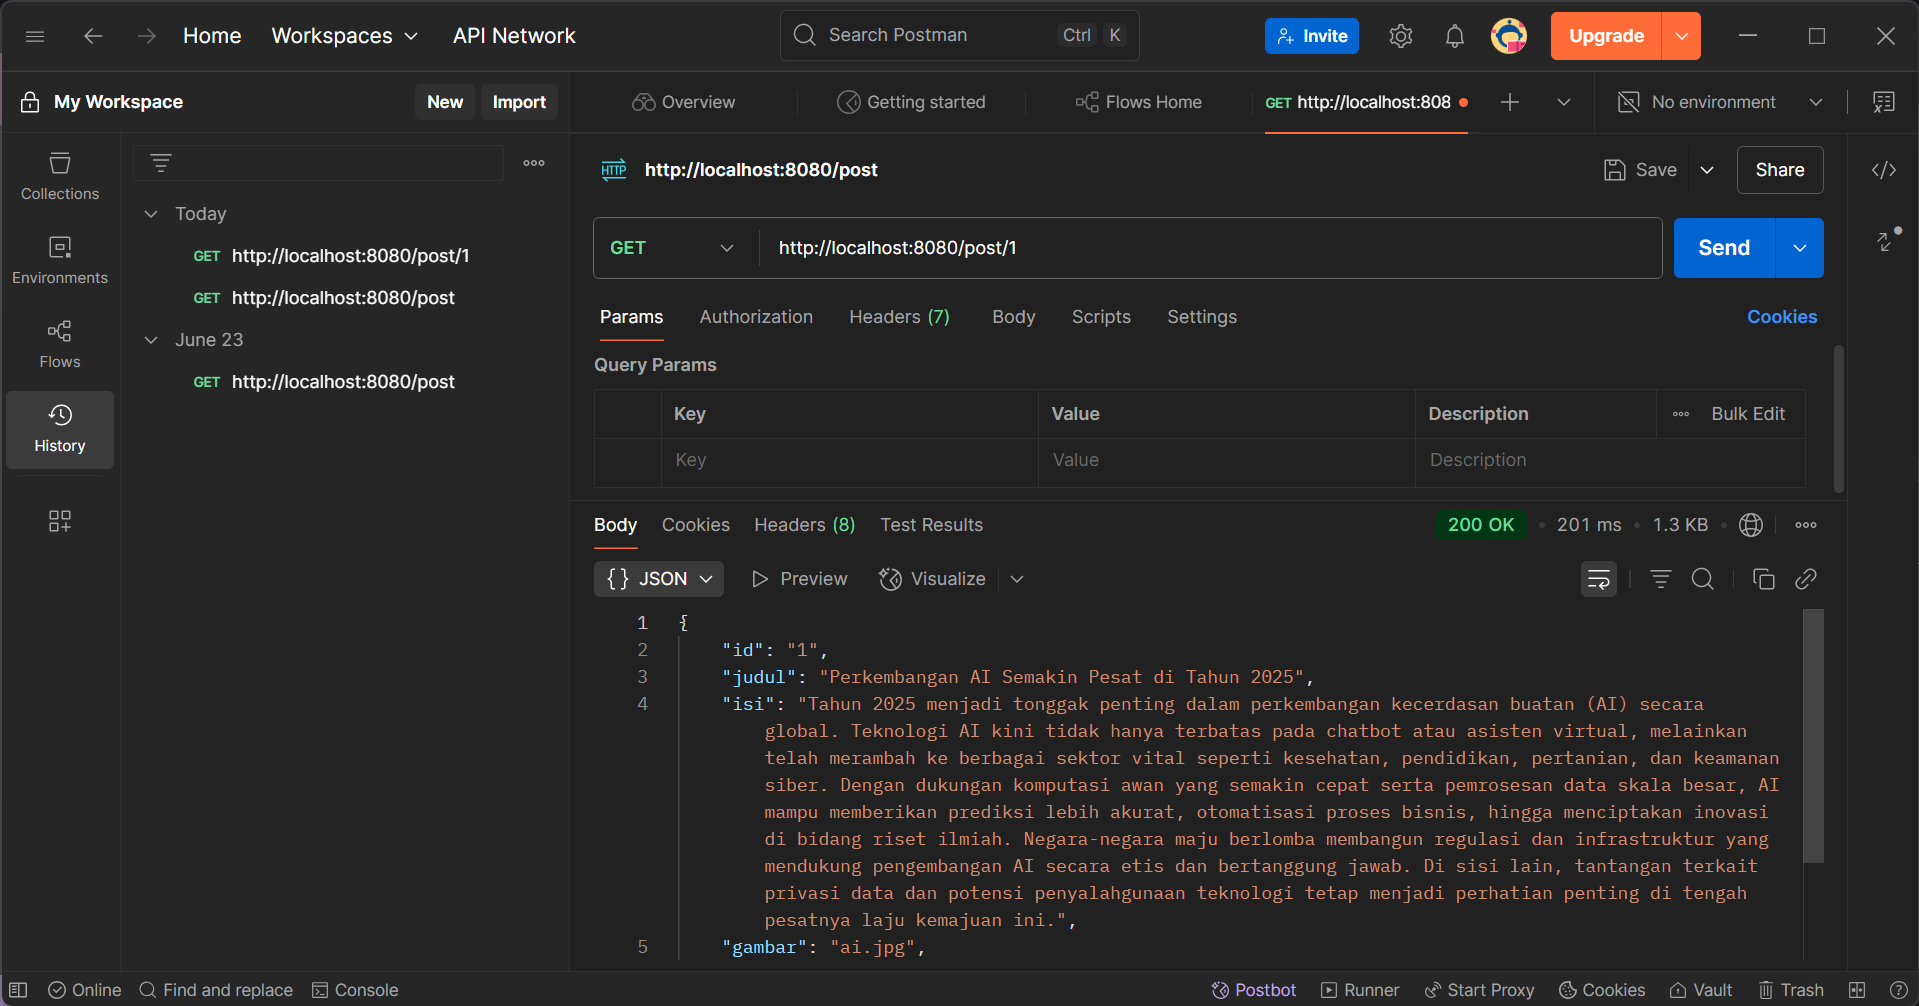 Home Workspaces API Network Search Postman Ctrl K Invite Upgrade
My Workspace New Import Overview Getting started Flows Home GET http://localhost:808 No environment
Collections
Environments
Flows
History
Today
GET http://localhost:8080/post/1
GET http://localhost:8080/post
June 23
GET http://localhost:8080/post
HTTP http://localhost:8080/post Save Share
GET http://localhost:8080/post/1 Send
Params Authorization Headers (7) Body Scripts Settings Cookies
Query Params
Key Value Description Bulk Edit
Key Value Description
Body Cookies Headers (8) Test Results 200 OK 201 ms 1.3 KB
{} JSON Preview Visualize
1 {
2 "id": "1",
3 "judul": "Perkembangan AI Semakin Pesat di Tahun 2025",
4 "isi": "Tahun 2025 menjadi tonggak penting dalam perkembangan kecerdasan buatan (AI) secara
global. Teknologi AI kini tidak hanya terbatas pada chatbot atau asisten virtual, melainkan
telah merambah ke berbagai sektor vital seperti kesehatan, pendidikan, pertanian, dan keamanan
siber. Dengan dukungan komputasi awan yang semakin cepat serta pemrosesan data skala besar, AI
mampu memberikan prediksi lebih akurat, otomatisasi proses bisnis, hingga menciptakan inovasi
di bidang riset ilmiah. Negara-negara maju berlomba membangun regulasi dan infrastruktur yang
mendukung pengembangan AI secara etis dan bertanggung jawab. Di sisi lain, tantangan terkait
privasi data dan potensi penyalahgunaan teknologi tetap menjadi perhatian penting di tengah
pesatnya laju kemajuan ini.",
5 "gambar": "ai.jpg",
Online Find and replace Console Postbot Runner Start Proxy Cookies Vault Trash